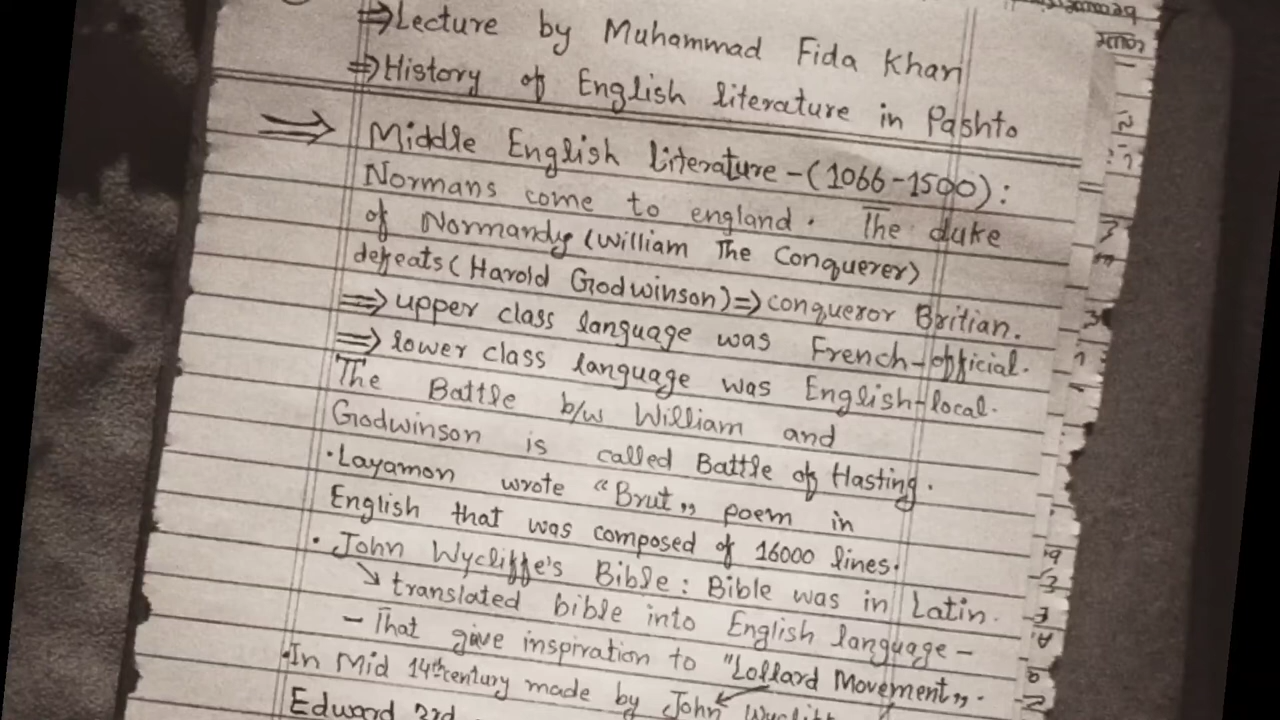 ⇒Lecture by Muhammad Fida Khan
⇒History of English literature in Pashto
⇒ Middle English literature -(1066-1500):
Normans come to england. The duke
of Normandy (William The Conquerer)
defeats (Harold Godwinson)⇒conqueror Britian.
⇒ upper class language was French-official.
⇒ lower class language was English-local.
The Battle b/w William and
Godwinson is called Battle of Hasting.
·Layamon wrote "Brut" poem in
English that was composed of 16000 lines.
· John Wycliffe's Bible: Bible was in Latin.
↘ translated bible into English language -
- That give inspiration to "Lollard Movement".
·In Mid 14th century made by John Wycliff
Edward 3rd